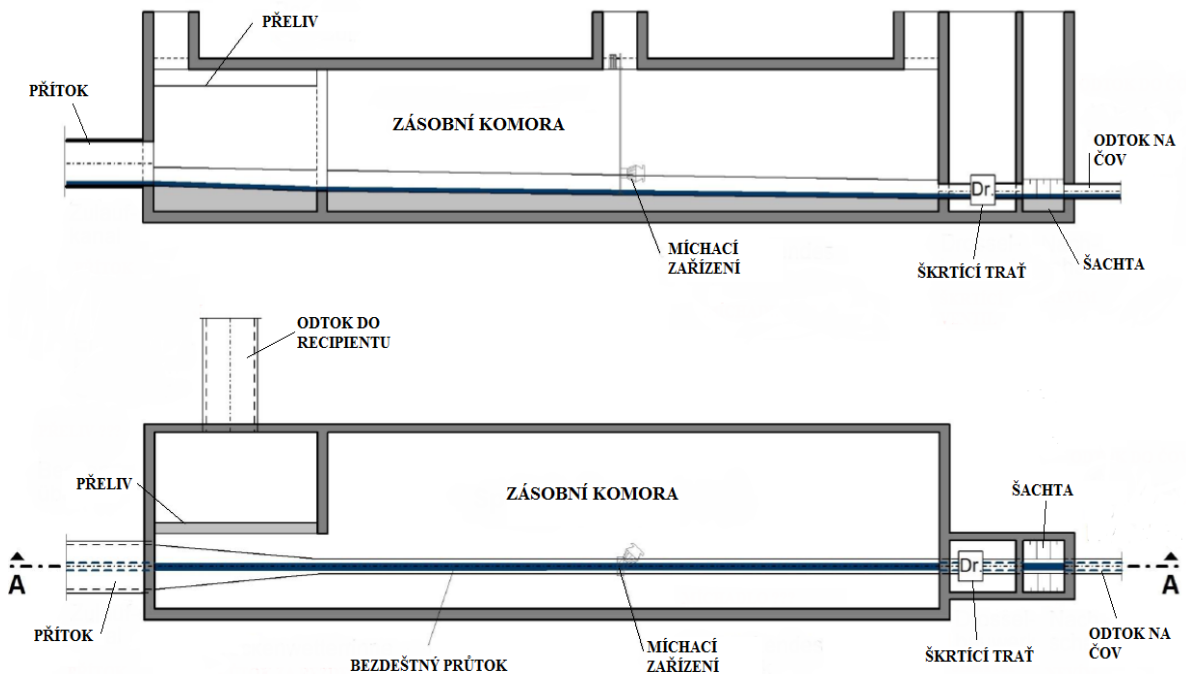 PŘELIV
PŘÍTOK
ZÁSOBNÍ KOMORA
ODTOK NA
ČOV
Dr.
MÍCHACÍ
ZAŘÍZENÍ
ŠKRTÍCÍ TRAŤ
ŠACHTA
ODTOK DO
RECIPIENTU
PŘELIV
ZÁSOBNÍ KOMORA
ŠACHTA
A
Dr.
A
PŘÍTOK
BEZDEŠTNÝ PRŮTOK
MÍCHACÍ
ZAŘÍZENÍ
ŠKRTÍCÍ TRAŤ
ODTOK NA
ČOV